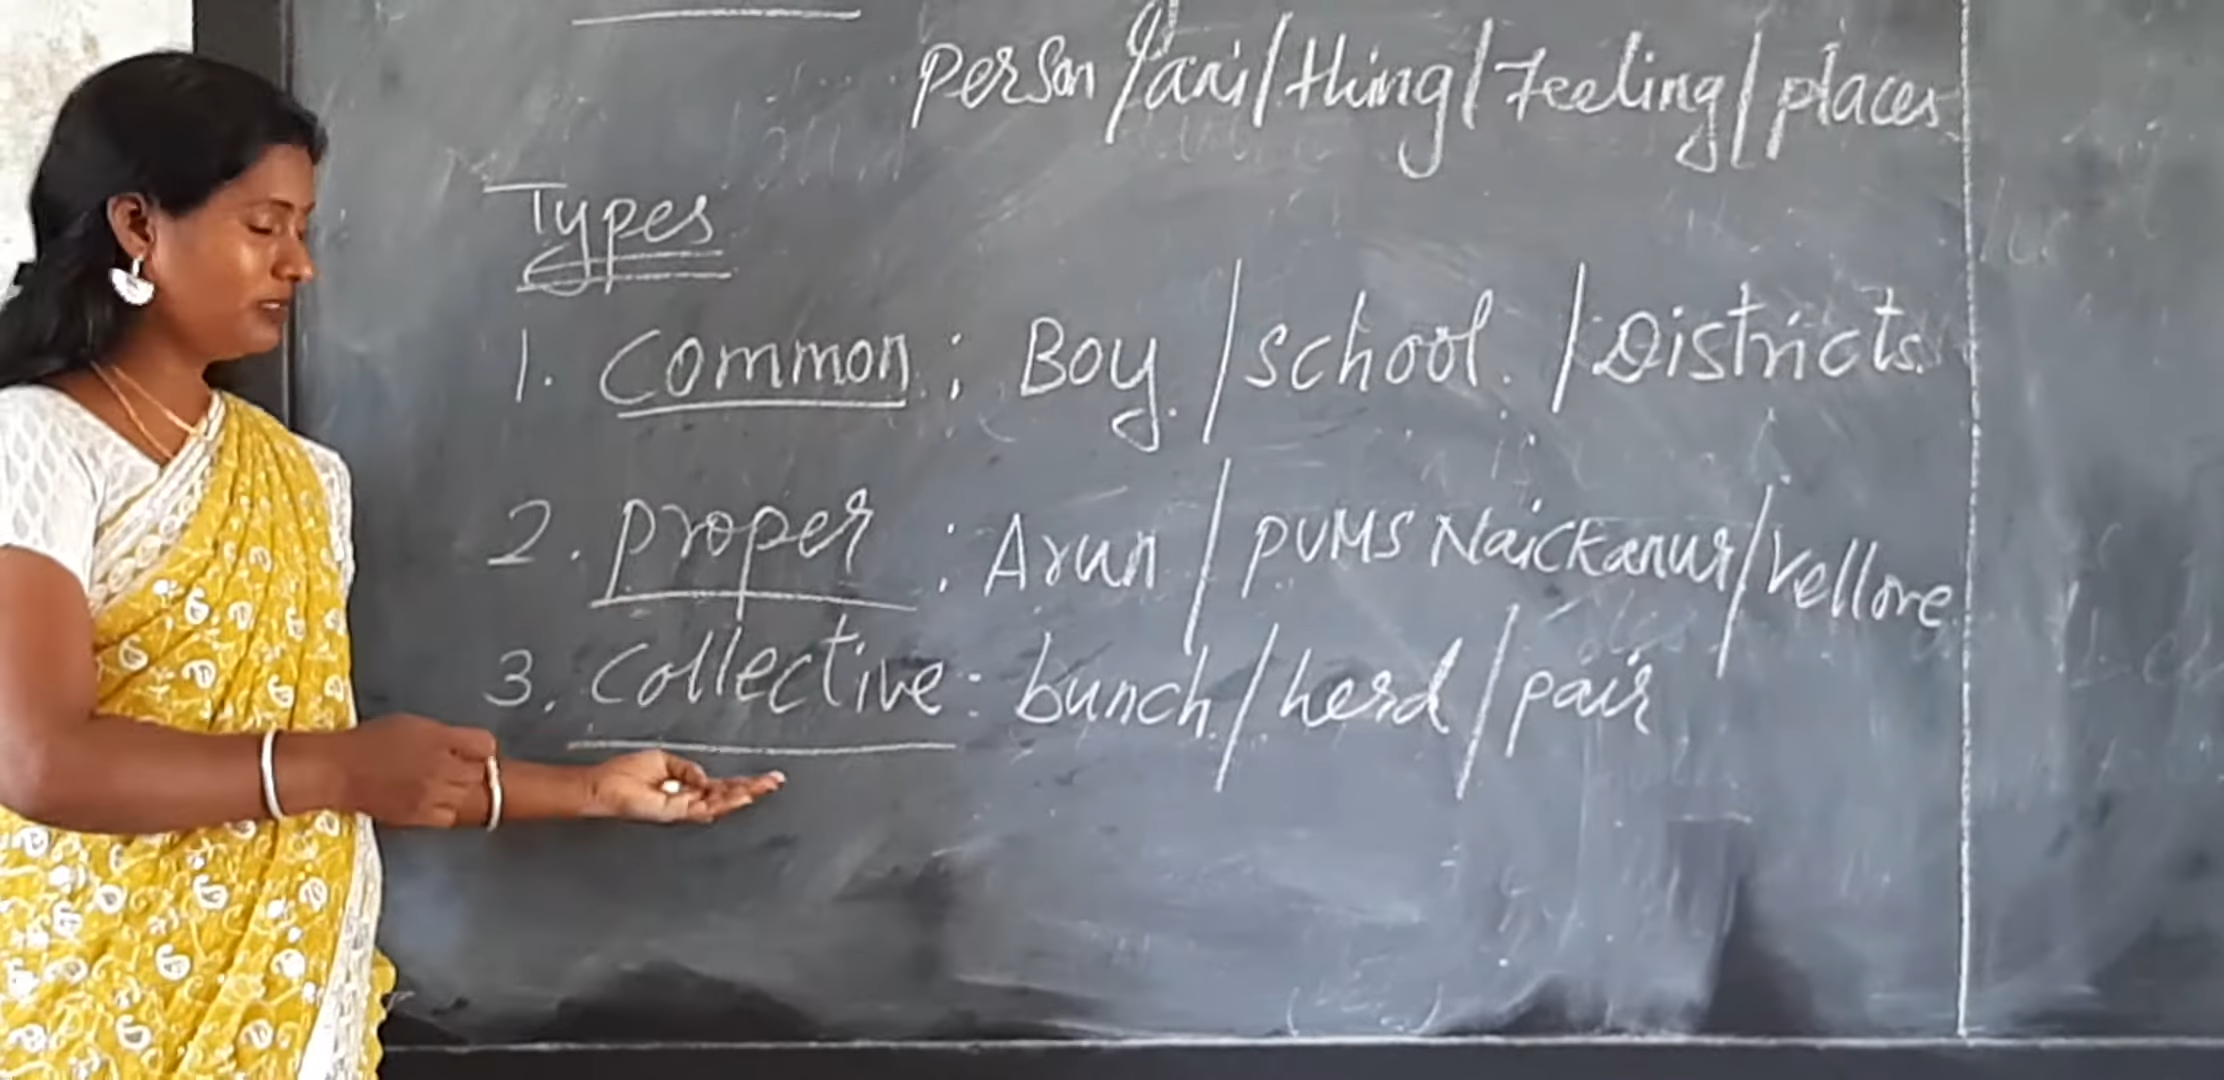 person / ani / thing / Feeling / places
Types
1. Common : Boy / school / Districts
2. proper : Arun / PUMS Naickanur / Vellore
3. Collective : bunch / herd / pair